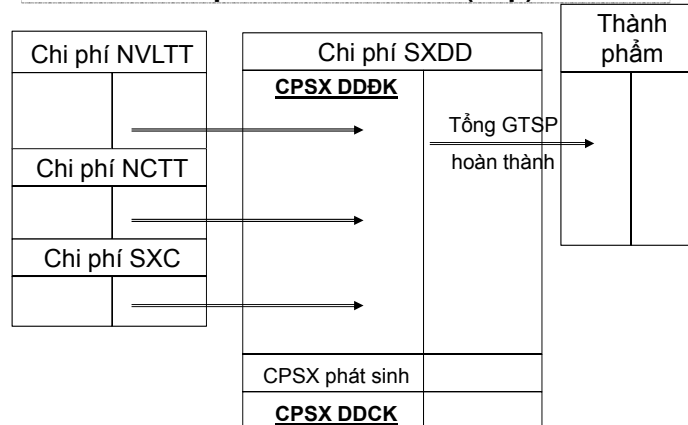 Chi phí NVLTT
Chi phí SXDD
Thành
phẩm
CPSX DDĐK
Tổng GTSP
hoàn thành
Chi phí NCTT
Chi phí SXC
CPSX phát sinh
CPSX DDCK